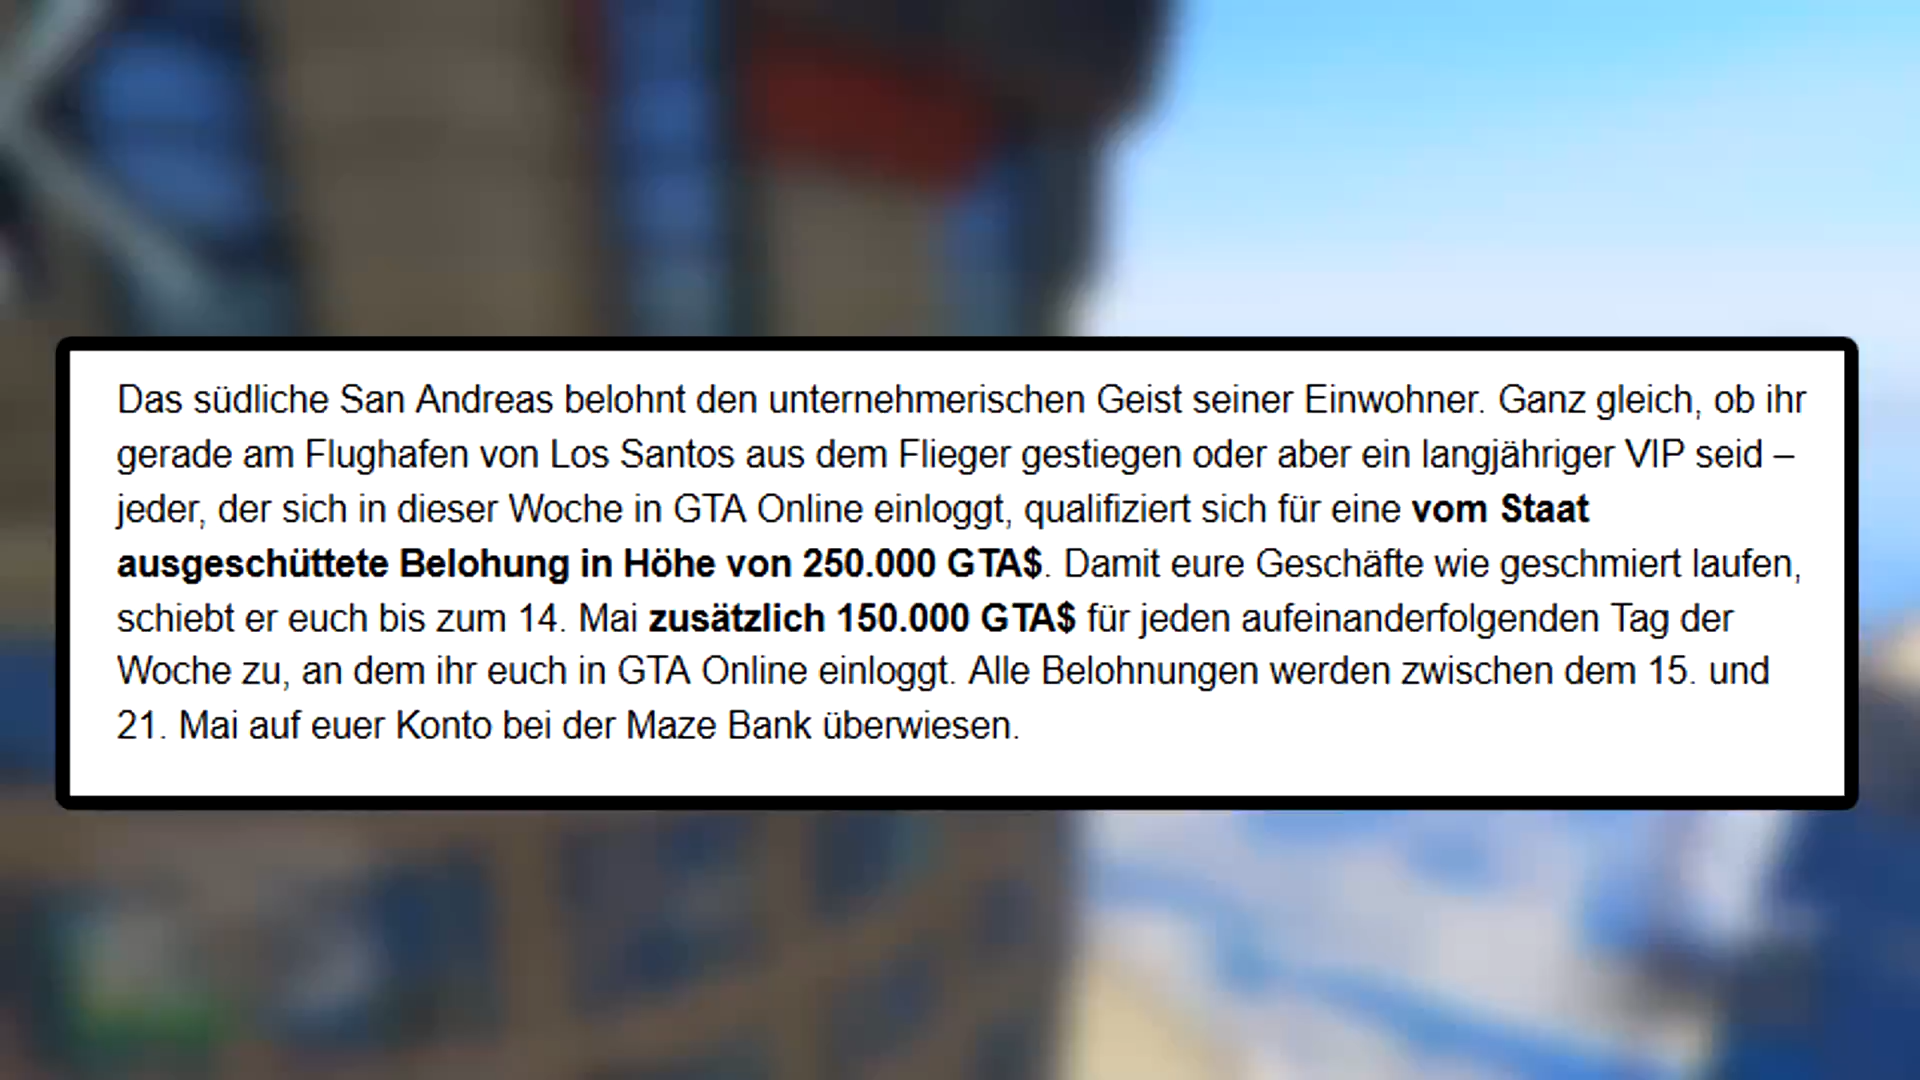 Das südliche San Andreas belohnt den unternehmerischen Geist seiner Einwohner. Ganz gleich, ob ihr
gerade am Flughafen von Los Santos aus dem Flieger gestiegen oder aber ein langjähriger VIP seid –
jeder, der sich in dieser Woche in GTA Online einloggt, qualifiziert sich für eine vom Staat
ausgeschüttete Belohung in Höhe von 250.000 GTA$. Damit eure Geschäfte wie geschmiert laufen,
schiebt er euch bis zum 14. Mai zusätzlich 150.000 GTA$ für jeden aufeinanderfolgenden Tag der
Woche zu, an dem ihr euch in GTA Online einloggt. Alle Belohnungen werden zwischen dem 15. und
21. Mai auf euer Konto bei der Maze Bank überwiesen.